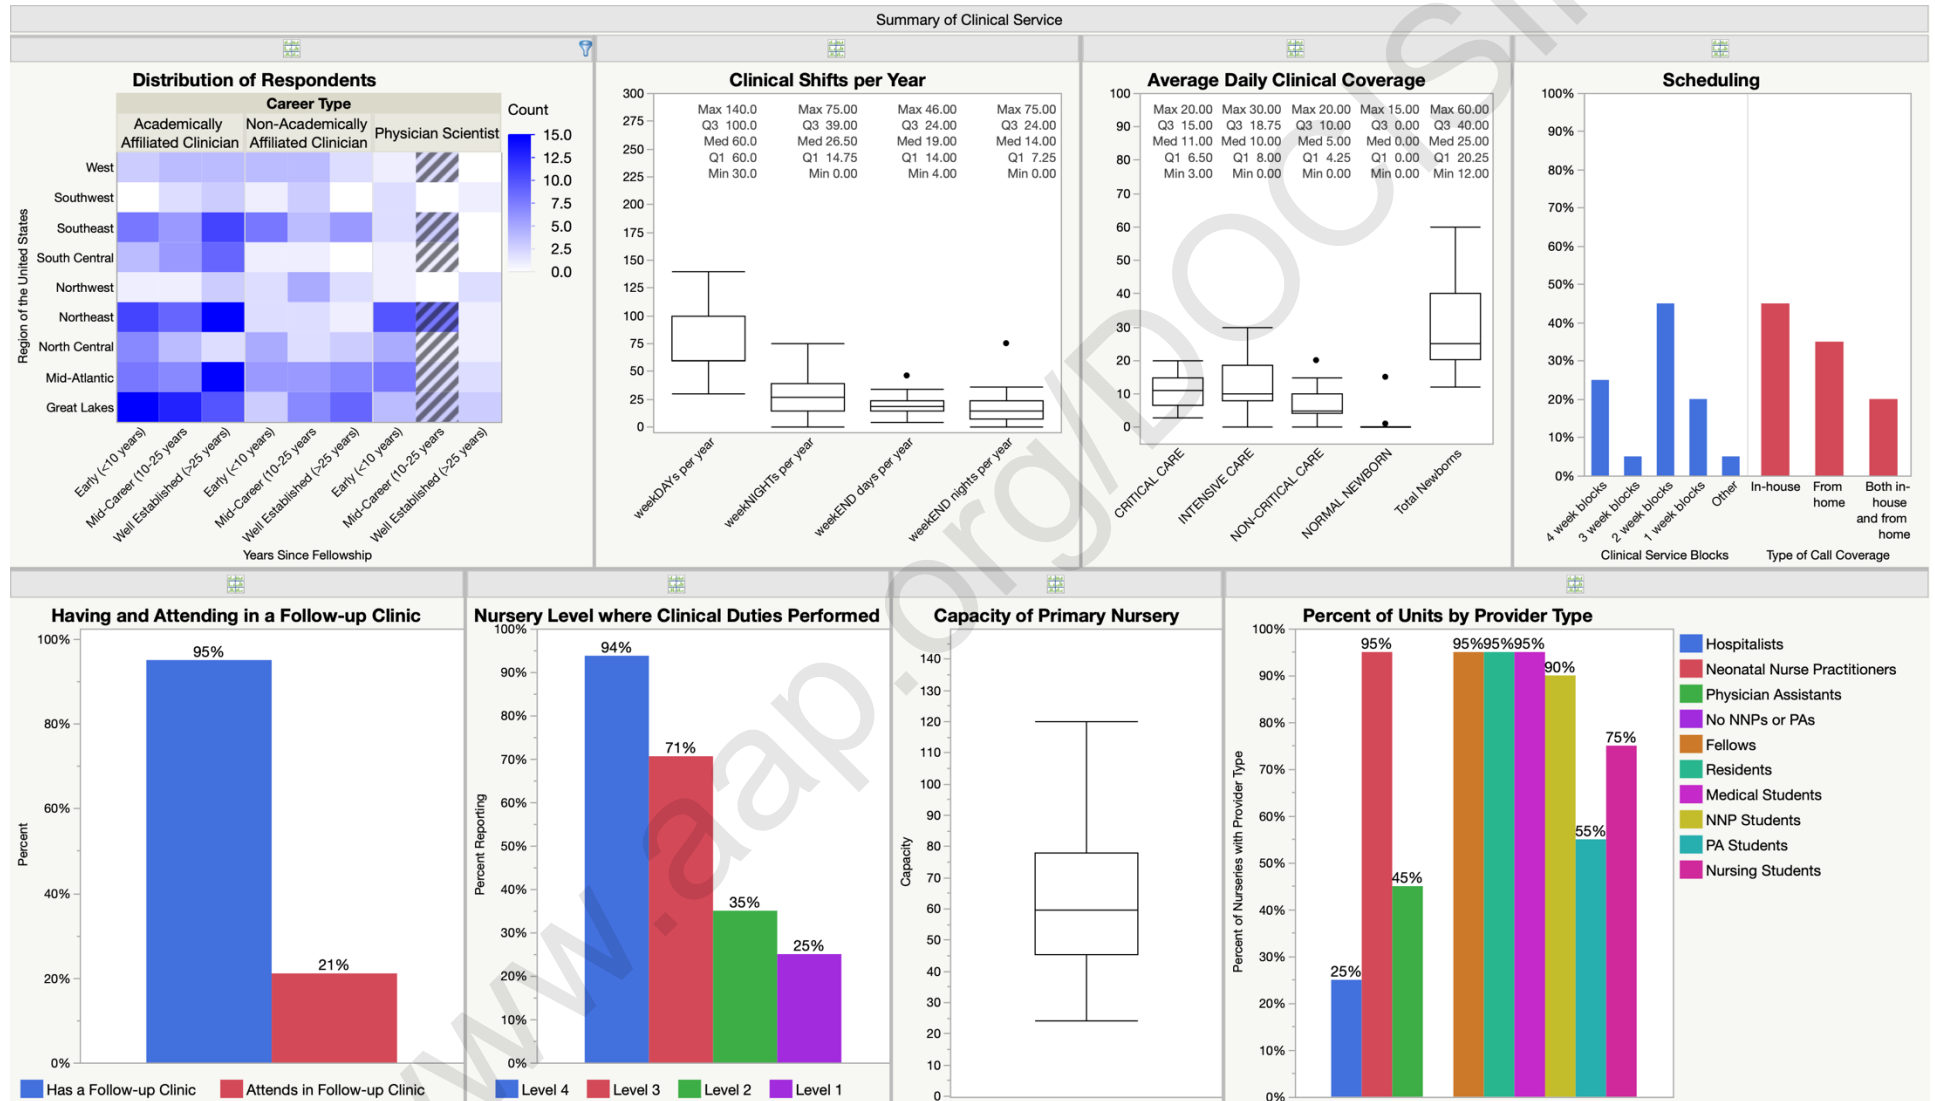 Summary of Clinical Service
Distribution of Respondents
Career Type
Academically
Affiliated Clinician
Non-Academically
Affiliated Clinician
Physician Scientist
Count
15.0
12.5
10.0
7.5
5.0
2.5
0.0
Region of the United States
West
Southwest
Southeast
South Central
Northwest
Northeast
North Central
Mid-Atlantic
Great Lakes
Early (<10 years)
Mid-Career (10-25 years
Well Established (>25 years)
Early (<10 years)
Mid-Career (10-25 years
Well Established (>25 years)
Early (<10 years)
Mid-Career (10-25 years
Well Established (>25 years)
Years Since Fellowship
Clinical Shifts per Year
300
275
250
225
200
175
150
125
100
75
50
25
0
Max 140.0 Max 75.00 Max 46.00 Max 75.00
Q3 100.0 Q3 39.00 Q3 24.00 Q3 24.00
Med 60.0 Med 26.50 Med 19.00 Med 14.00
Q1 60.0 Q1 14.75 Q1 14.00 Q1 7.25
Min 30.0 Min 0.00 Min 4.00 Min 0.00
weekDAYs per year
weekNIGHTs per year
weekEND days per year
weekEND nights per year
Average Daily Clinical Coverage
100
90
80
70
60
50
40
30
20
10
0
Max 20.00 Max 30.00 Max 20.00 Max 15.00 Max 60.00
Q3 15.00 Q3 18.75 Q3 10.00 Q3 0.00 Q3 40.00
Med 11.00 Med 10.00 Med 5.00 Med 0.00 Med 25.00
Q1 6.50 Q1 8.00 Q1 4.25 Q1 0.00 Q1 20.25
Min 3.00 Min 0.00 Min 0.00 Min 0.00 Min 12.00
CRITICAL CARE
INTENSIVE CARE
NON-CRITICAL CARE
NORMAL NEWBORN
Total Newborns
Scheduling
100%
90%
80%
70%
60%
50%
40%
30%
20%
10%
0%
4 week blocks
3 week blocks
2 week blocks
1 week blocks
Other
In-house
From
home
Both in-
house
and from
home
Clinical Service Blocks
Type of Call Coverage
Having and Attending in a Follow-up Clinic
Percent
100%
80%
60%
40%
20%
0%
95%
21%
Has a Follow-up Clinic
Attends in Follow-up Clinic
Nursery Level where Clinical Duties Performed
Percent Reporting
100%
90%
80%
70%
60%
50%
40%
30%
20%
10%
0%
94%
71%
35%
25%
Level 4
Level 3
Level 2
Level 1
Capacity of Primary Nursery
Capacity
140
130
120
110
100
90
80
70
60
50
40
30
20
10
0
Percent of Units by Provider Type
Percent of Nurseries with Provider Type
100%
90%
80%
70%
60%
50%
40%
30%
20%
10%
0%
25%
95%
45%
95%
95%
95%
90%
55%
75%
Hospitalists
Neonatal Nurse Practitioners
Physician Assistants
No NNPs or PAs
Fellows
Residents
Medical Students
NNP Students
PA Students
Nursing Students